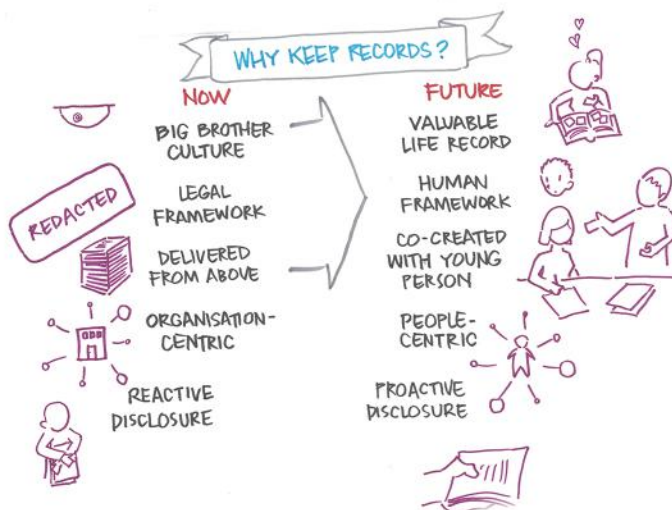 WHY KEEP RECORDS?
NOW
BIG BROTHER
CULTURE
REDACTED
LEGAL
FRAMEWORK
DELIVERED
FROM ABOVE
ORGANISATION-
CENTRIC
REACTIVE
DISCLOSURE
FUTURE
VALUABLE
LIFE RECORD
HUMAN
FRAMEWORK
CO-CREATED
WITH YOUNG
PERSON
PEOPLE-
CENTRIC
PROACTIVE
DISCLOSURE